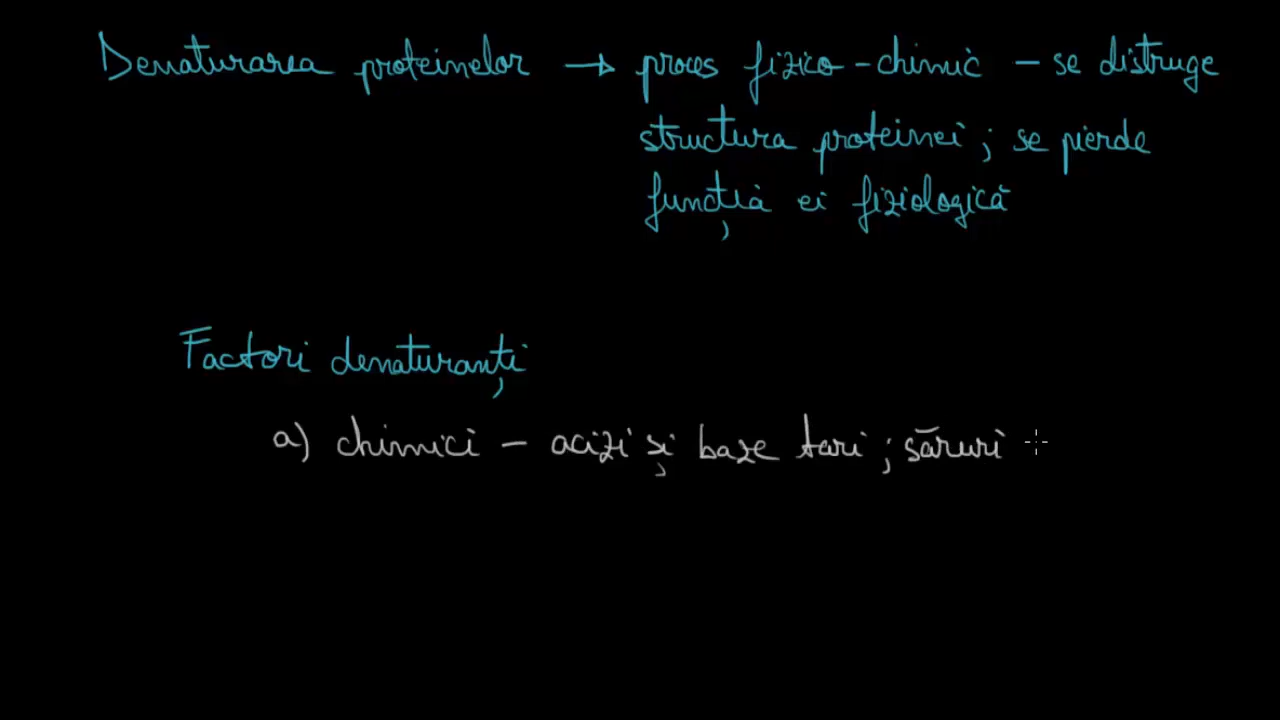 Denaturarea proteinelor → proces fizico-chimic - se distruge
structura proteinei; se pierde
funcția ei fiziologică
Factori denaturanți
a) chimici - acizi și baze tari; săruri